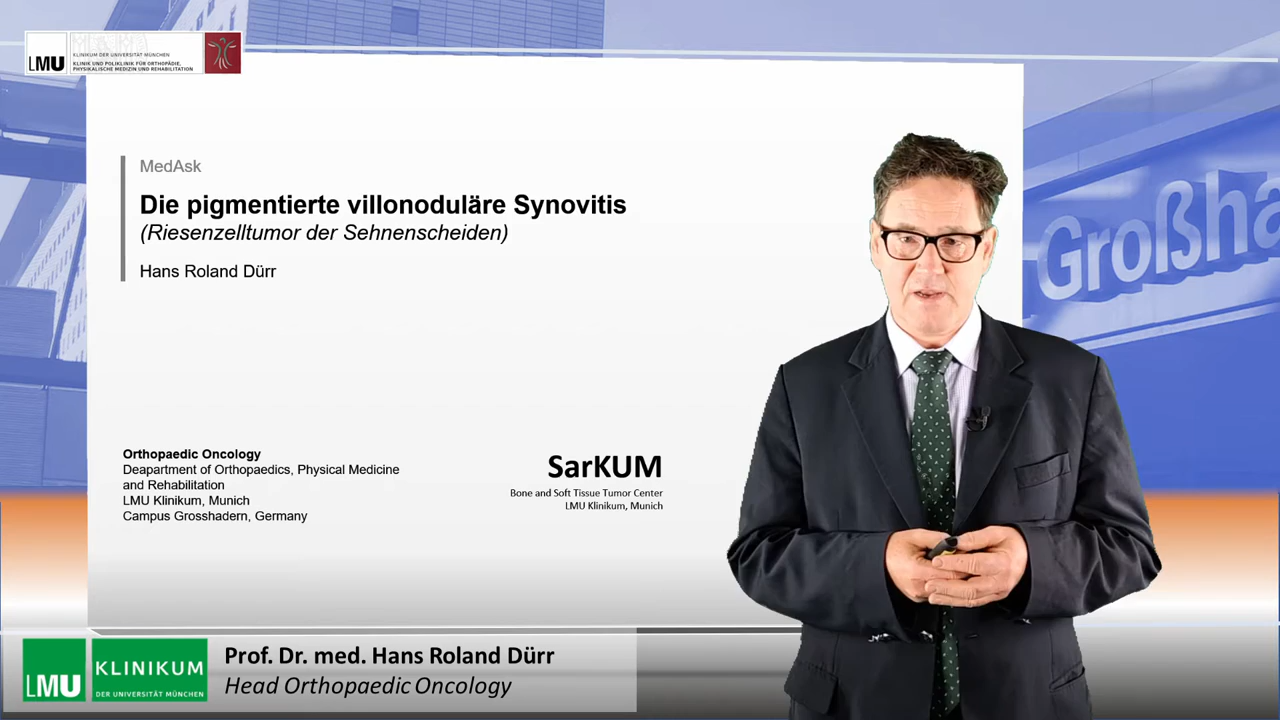 LMU
KLINIKUM DER UNIVERSITÄT MÜNCHEN
KLINIK UND POLIKLINIK FÜR ORTHOPÄDIE,
PHYSIKALISCHE MEDIZIN UND REHABILITATION
MedAsk
Die pigmentierte villonoduläre Synovitis
(Riesenzelltumor der Sehnenscheiden)
Hans Roland Dürr
Großha
Orthopaedic Oncology
Deapartment of Orthopaedics, Physical Medicine
and Rehabilitation
LMU Klinikum, Munich
Campus Grosshadern, Germany
SarKUM
Bone and Soft Tissue Tumor Center
LMU Klinikum, Munich
LMU
KLINIKUM
DER UNIVERSITÄT MÜNCHEN
Prof. Dr. med. Hans Roland Dürr
Head Orthopaedic Oncology